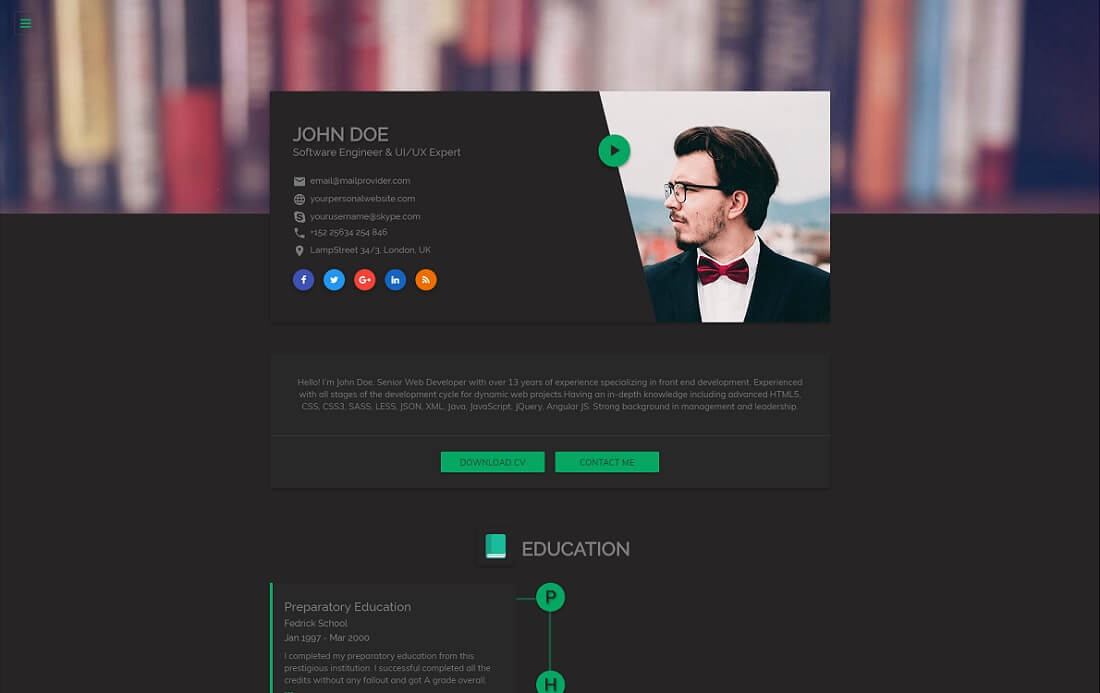 JOHN DOE
Software Engineer & UI/UX Expert
email@mailprovider.com
yourpersonalwebsite.com
yourusername@skype.com
+152 25634 254 846
LampStreet 34/3, London, UK
f G+ in
Hello! I'm John Doe. Senior Web Developer with over 13 years of experience specializing in front end development. Experienced
with all stages of the development cycle for dynamic web projects.Having an in-depth knowledge including advanced HTML5,
CSS, CSS3, SASS, LESS, JSON, XML, Java, JavaScript, JQuery, Angular JS. Strong background in management and leadership.
DOWNLOAD CV CONTACT ME
EDUCATION
P
Preparatory Education
Fedrick School
Jan 1997 - Mar 2000
I completed my preparatory education from this
prestigious institution. I successful completed all the
credits without any fallout and got A grade overall.
H